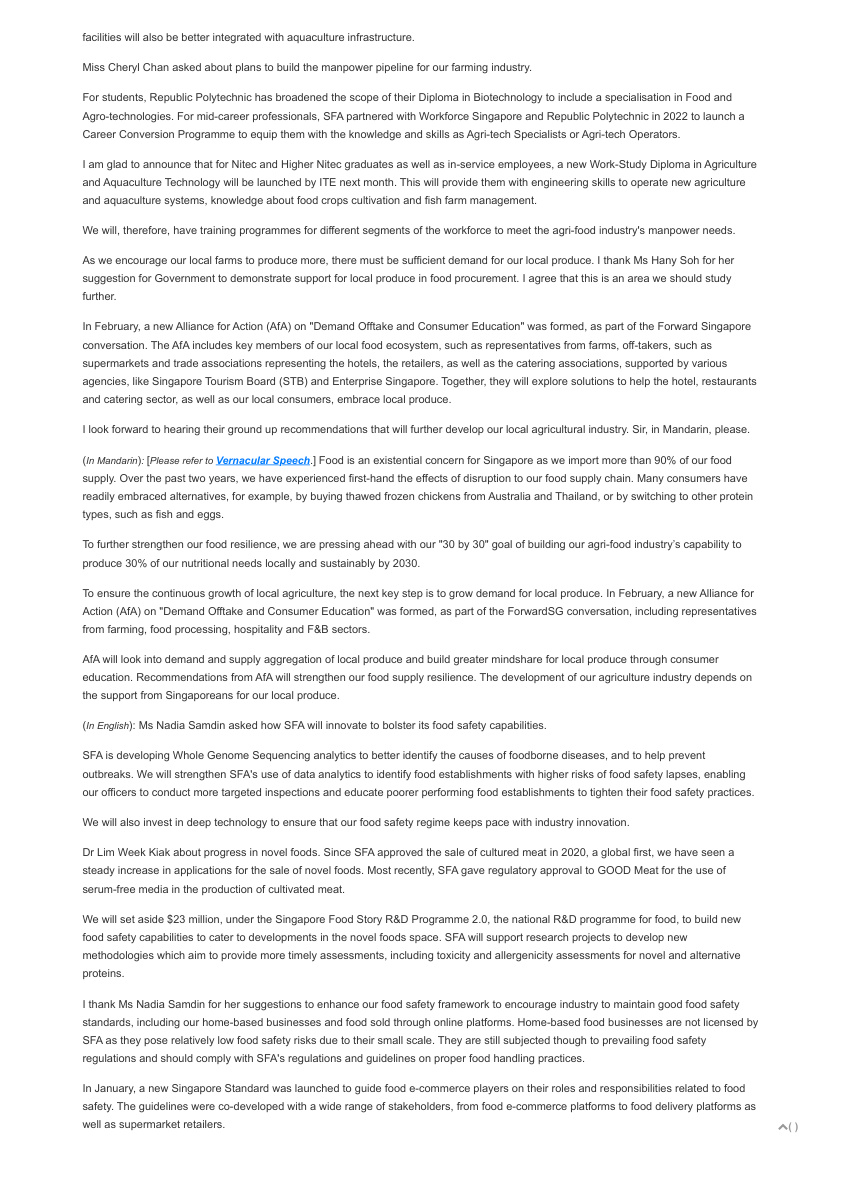 facilities will also be better integrated with aquaculture infrastructure.
Miss Cheryl Chan asked about plans to build the manpower pipeline for our farming industry.
For students, Republic Polytechnic has broadened the scope of their Diploma in Biotechnology to include a specialisation in Food and
Agro-technologies. For mid-career professionals, SFA partnered with Workforce Singapore and Republic Polytechnic in 2022 to launch a
Career Conversion Programme to equip them with the knowledge and skills as Agri-tech Specialists or Agri-tech Operators.
I am glad to announce that for Nitec and Higher Nitec graduates as well as in-service employees, a new Work-Study Diploma in Agriculture
and Aquaculture Technology will be launched by ITE next month. This will provide them with engineering skills to operate new agriculture
and aquaculture systems, knowledge about food crops cultivation and fish farm management.
We will, therefore, have training programmes for different segments of the workforce to meet the agri-food industry's manpower needs.
As we encourage our local farms to produce more, there must be sufficient demand for our local produce. I thank Ms Hany Soh for her
suggestion for Government to demonstrate support for local produce in food procurement. I agree that this is an area we should study
further.
In February, a new Alliance for Action (AfA) on "Demand Offtake and Consumer Education" was formed, as part of the Forward Singapore
conversation. The AfA includes key members of our local food ecosystem, such as representatives from farms, off-takers, such as
supermarkets and trade associations representing the hotels, the retailers, as well as the catering associations, supported by various
agencies, like Singapore Tourism Board (STB) and Enterprise Singapore. Together, they will explore solutions to help the hotel, restaurants
and catering sector, as well as our local consumers, embrace local produce.
I look forward to hearing their ground up recommendations that will further develop our local agricultural industry. Sir, in Mandarin, please.
(In Mandarin): [Please refer to Vernacular Speech.] Food is an existential concern for Singapore as we import more than 90% of our food
supply. Over the past two years, we have experienced first-hand the effects of disruption to our food supply chain. Many consumers have
readily embraced alternatives, for example, by buying thawed frozen chickens from Australia and Thailand, or by switching to other protein
types, such as fish and eggs.
To further strengthen our food resilience, we are pressing ahead with our "30 by 30" goal of building our agri-food industry’s capability to
produce 30% of our nutritional needs locally and sustainably by 2030.
To ensure the continuous growth of local agriculture, the next key step is to grow demand for local produce. In February, a new Alliance for
Action (AfA) on "Demand Offtake and Consumer Education" was formed, as part of the ForwardSG conversation, including representatives
from farming, food processing, hospitality and F&B sectors.
AfA will look into demand and supply aggregation of local produce and build greater mindshare for local produce through consumer
education. Recommendations from AfA will strengthen our food supply resilience. The development of our agriculture industry depends on
the support from Singaporeans for our local produce.
(In English): Ms Nadia Samdin asked how SFA will innovate to bolster its food safety capabilities.
SFA is developing Whole Genome Sequencing analytics to better identify the causes of foodborne diseases, and to help prevent
outbreaks. We will strengthen SFA's use of data analytics to identify food establishments with higher risks of food safety lapses, enabling
our officers to conduct more targeted inspections and educate poorer performing food establishments to tighten their food safety practices.
We will also invest in deep technology to ensure that our food safety regime keeps pace with industry innovation.
Dr Lim Week Kiak about progress in novel foods. Since SFA approved the sale of cultured meat in 2020, a global first, we have seen a
steady increase in applications for the sale of novel foods. Most recently, SFA gave regulatory approval to GOOD Meat for the use of
serum-free media in the production of cultivated meat.
We will set aside $23 million, under the Singapore Food Story R&D Programme 2.0, the national R&D programme for food, to build new
food safety capabilities to cater to developments in the novel foods space. SFA will support research projects to develop new
methodologies which aim to provide more timely assessments, including toxicity and allergenicity assessments for novel and alternative
proteins.
I thank Ms Nadia Samdin for her suggestions to enhance our food safety framework to encourage industry to maintain good food safety
standards, including our home-based businesses and food sold through online platforms. Home-based food businesses are not licensed by
SFA as they pose relatively low food safety risks due to their small scale. They are still subjected though to prevailing food safety
regulations and should comply with SFA's regulations and guidelines on proper food handling practices.
In January, a new Singapore Standard was launched to guide food e-commerce players on their roles and responsibilities related to food
safety. The guidelines were co-developed with a wide range of stakeholders, from food e-commerce platforms to food delivery platforms as
well as supermarket retailers.
( )